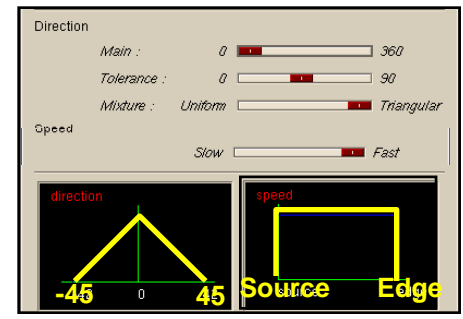 Direction
Main : 0 360
Tolerance : 0 90
Mixture : Uniform Triangular
Speed
Slow Fast
direction
speed
-45 0 45
Source Edge